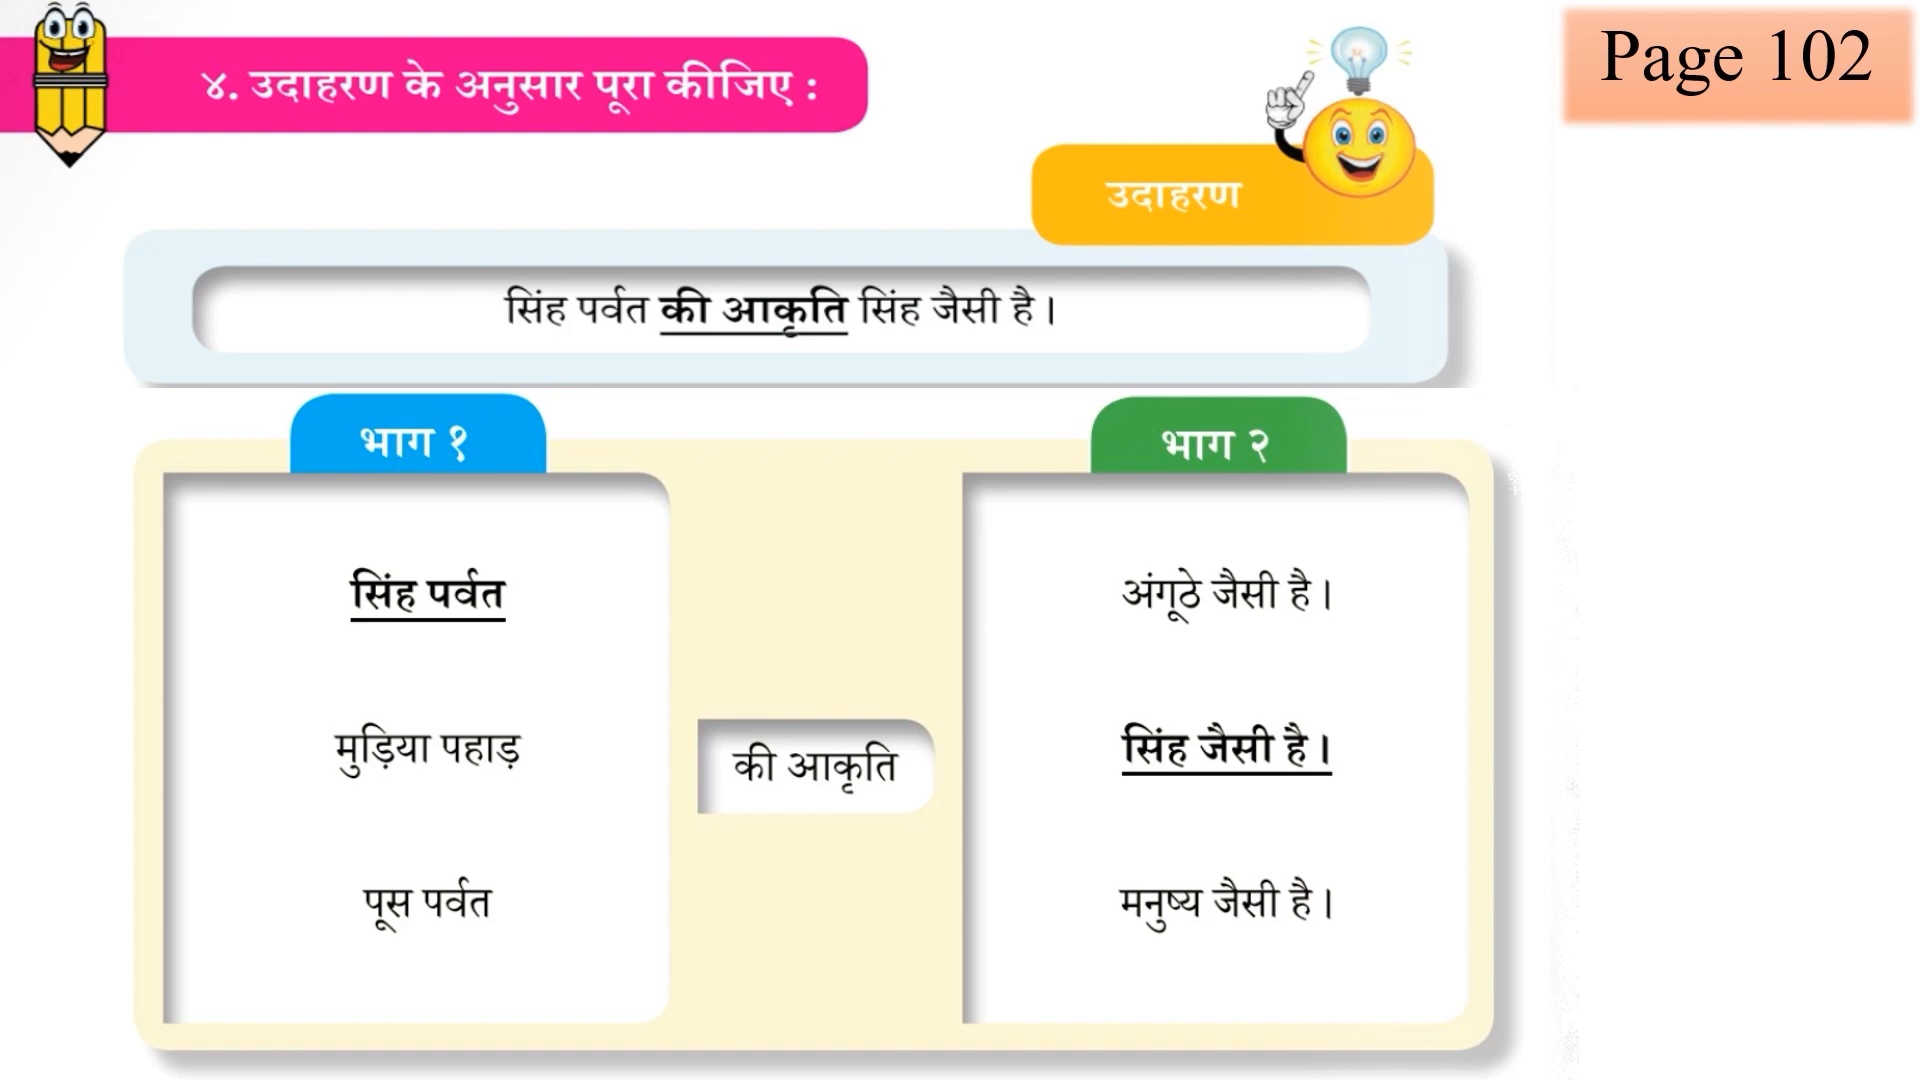 Page 102
४. उदाहरण के अनुसार पूरा कीजिए :
उदाहरण
सिंह पर्वत की आकृति सिंह जैसी है।
भाग १
सिंह पर्वत
मुड़िया पहाड़
पूस पर्वत
की आकृति
भाग २
अंगूठे जैसी है।
सिंह जैसी है।
मनुष्य जैसी है।